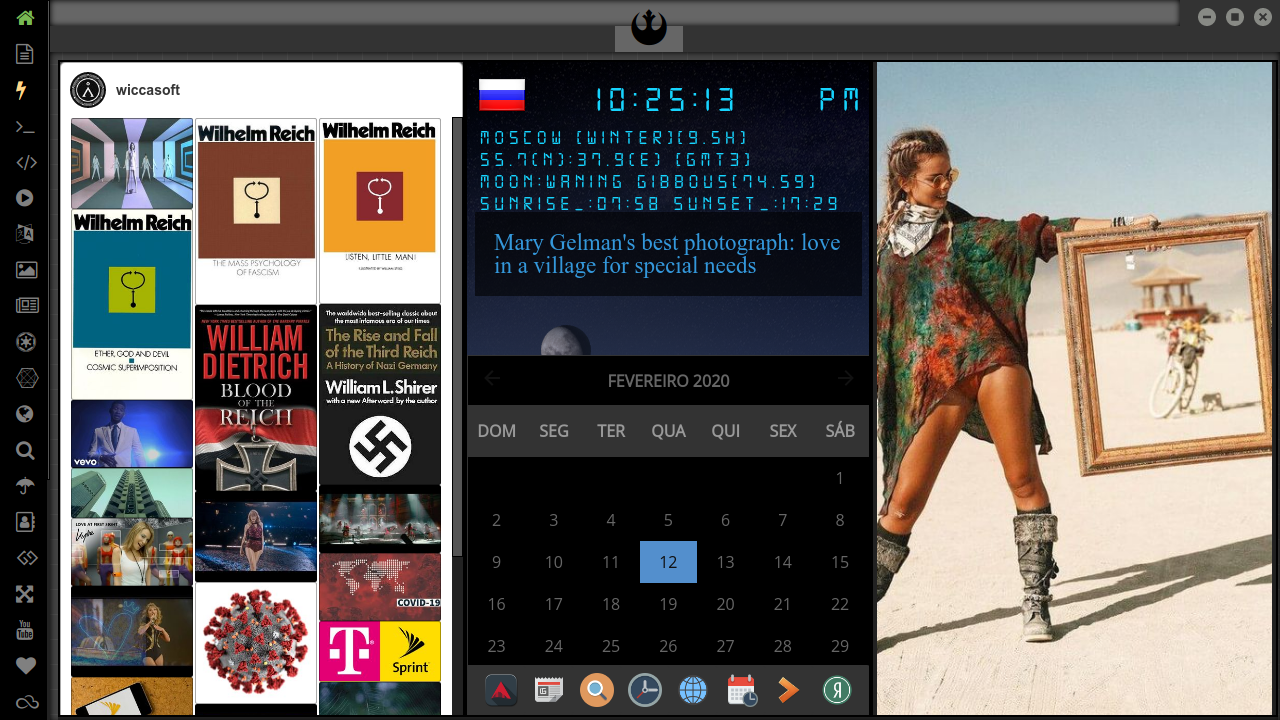 wiccasoft
Wilhelm Reich
THE MASS PSYCHOLOGY
OF FASCISM
Wilhelm Reich
LISTEN, LITTLE MAN!
Wilhelm Reich
ETHER, GOD AND DEVIL
COSMIC SUPERIMPOSITION
WILLIAM
DIETRICH
BLOOD
OF THE
REICH
The worldwide best-selling classic about
the most infamous era of our times
The Rise and Fall
of the Third Reich
A History of Nazi Germany
William L. Shirer
with a new Afterword by the author
vevo
LOVE AT FIRST SIGHT
Kylie
COVID-19
T
Sprint
10:25:13 PM
MOSCOW [WINTER][9.5H]
55.7(N):37.9(E) [GMT3]
MOON:WANING GIBBOUS[74.59]
SUNRISE_:07:58 SUNSET_:17:29
Mary Gelman's best photograph: love
in a village for special needs
FEVEREIRO 2020
DOM SEG TER QUA QUI SEX SÁB
1
2 3 4 5 6 7 8
9 10 11 12 13 14 15
16 17 18 19 20 21 22
23 24 25 26 27 28 29
You
Tube
Я